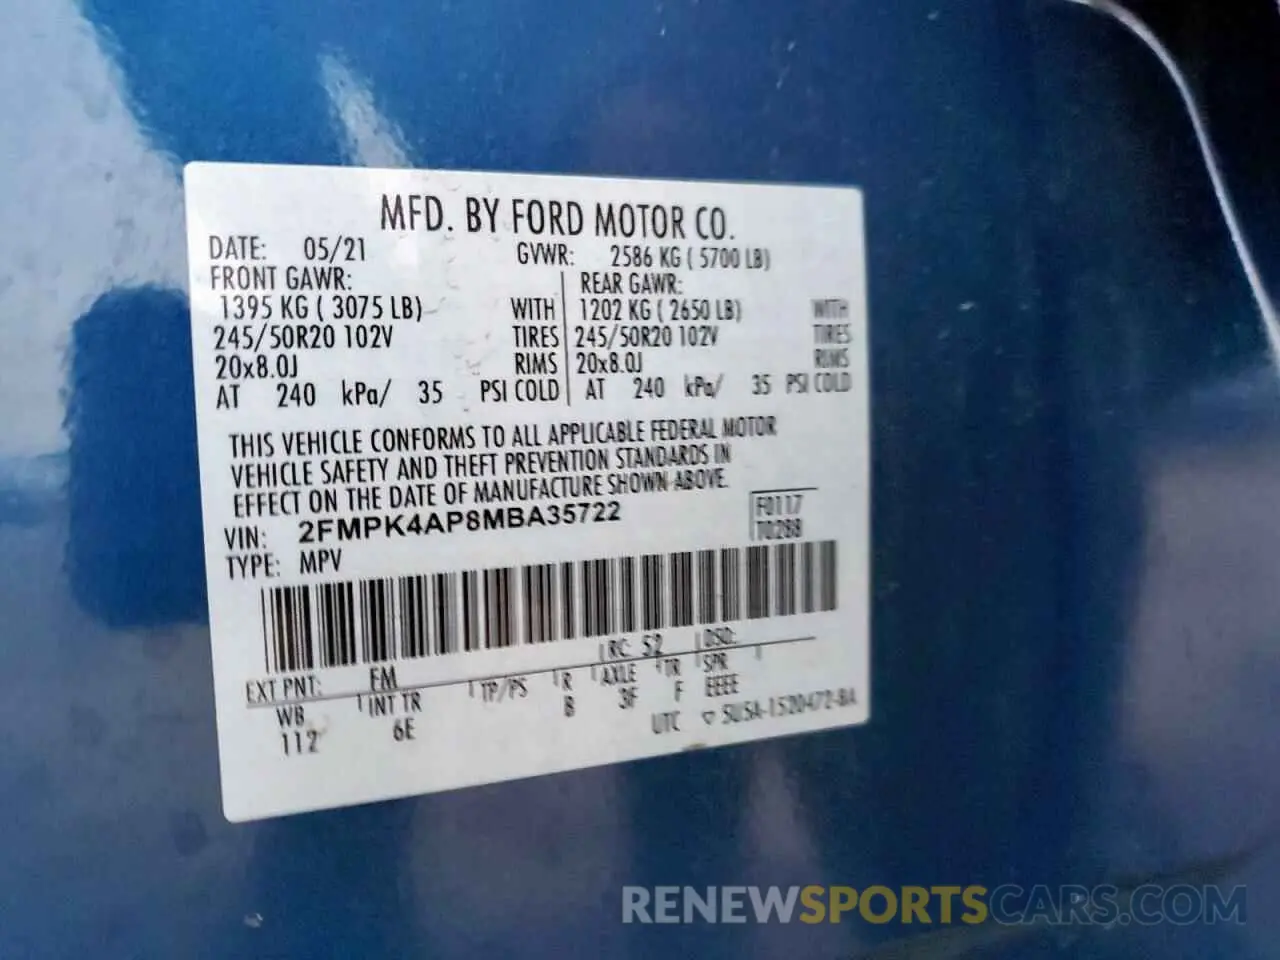 MFD. BY FORD MOTOR CO.
DATE: 05/21 GVWR: 2586 KG ( 5700 LB)
FRONT GAWR: REAR GAWR:
1395 KG ( 3075 LB) WITH 1202 KG ( 2650 LB) WITH
245/50R20 102V TIRES 245/50R20 102V TIRES
20x8.0J RIMS 20x8.0J RIMS
AT 240 kPa/ 35 PSI COLD AT 240 kPa/ 35 PSI COLD
THIS VEHICLE CONFORMS TO ALL APPLICABLE FEDERAL MOTOR
VEHICLE SAFETY AND THEFT PREVENTION STANDARDS IN
EFFECT ON THE DATE OF MANUFACTURE SHOWN ABOVE.
VIN: 2FMPK4AP8MBA35722 F0117
TYPE: MPV T0288
EXT PNT: FM RC: 52 DSO:
WB INT TR TP/PS R AXLE TR SPR
112 6E B 3F F EEEE
UTC ▽ 5U5A-1520472-BA
RENEWSPORTSCARS.COM